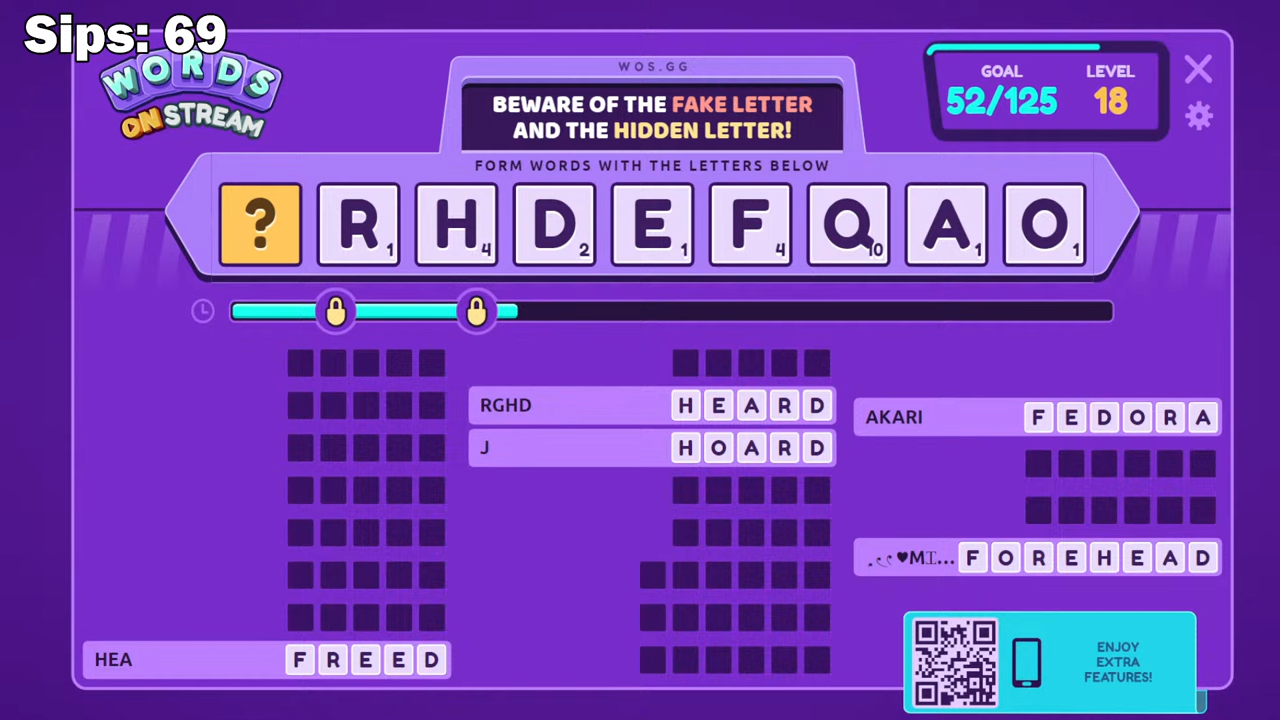 Sips: 69
WORDS
ON STREAM
WOS.GG
BEWARE OF THE FAKE LETTER
AND THE HIDDEN LETTER!
GOAL
52/125
LEVEL
18
FORM WORDS WITH THE LETTERS BELOW
? R 1 H 4 D 2 E 1 F 4 Q 10 A 1 O 1
HEA FREED
RGHD HEARD
J HOARD
AKARI FEDORA
FOREHEAD
ENJOY
EXTRA
FEATURES!